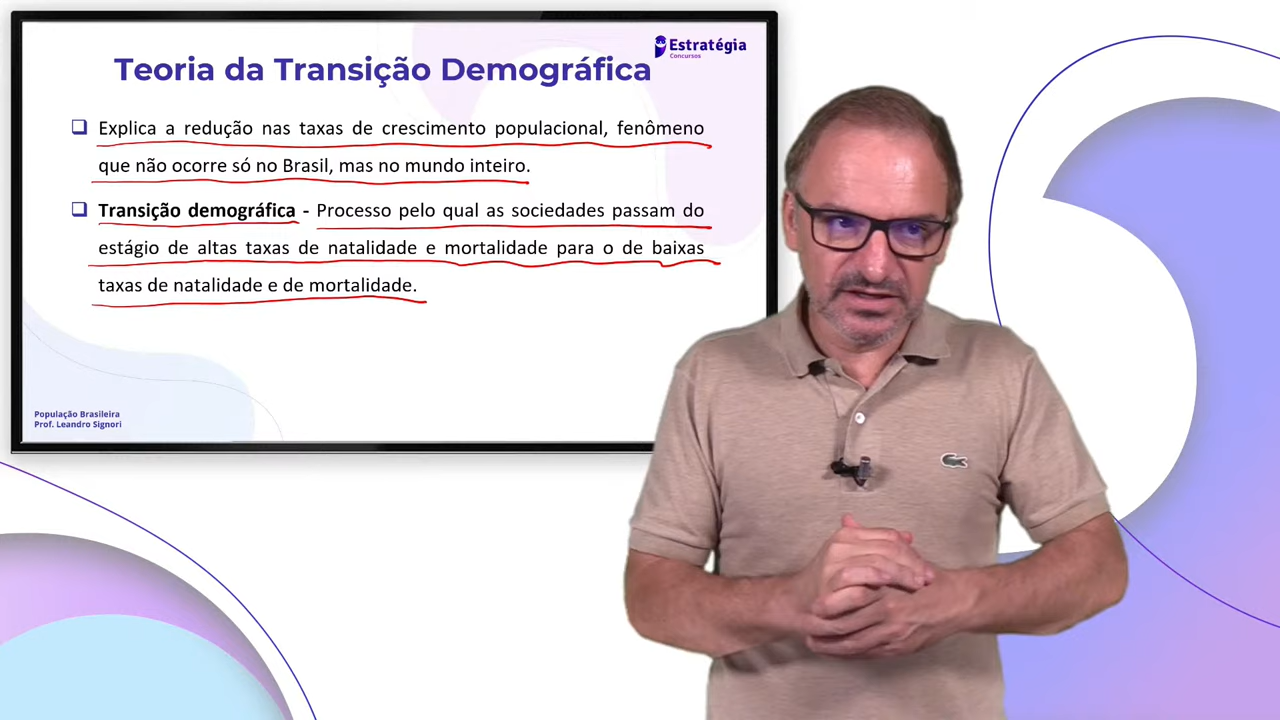 Estratégia
Concursos
Teoria da Transição Demográfica
Explica a redução nas taxas de crescimento populacional, fenômeno
que não ocorre só no Brasil, mas no mundo inteiro.
Transição demográfica - Processo pelo qual as sociedades passam do
estágio de altas taxas de natalidade e mortalidade para o de baixas
taxas de natalidade e de mortalidade.
População Brasileira
Prof. Leandro Signori